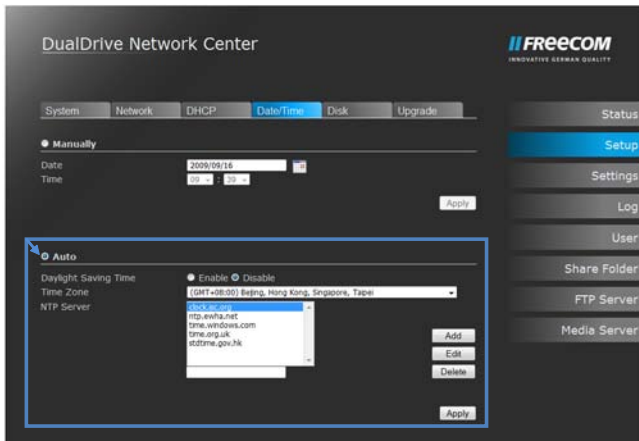 DualDrive Network Center
FREECOM
INNOVATIVE GERMAN QUALITY
System Network DHCP Date/Time Disk Upgrade
Status
Setup
Settings
Log
User
Share Folder
FTP Server
Media Server
Manually
Date 2009/09/16
Time 09 : 39
Apply
Auto
Daylight Saving Time Enable Disable
Time Zone (GMT+08:00) Beijing, Hong Kong, Singapore, Taipei
NTP Server
clock.ec.org
ntp.ewha.net
time.windows.com
time.org.uk
stdtime.gov.hk
Add
Edit
Delete
Apply